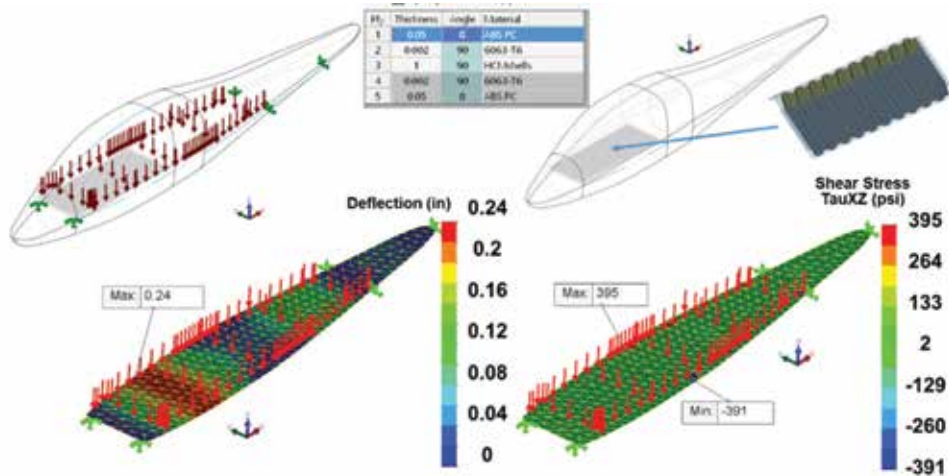 Ply Thickness Angle Material
1 0.05 0 ABS PC
2 0.002 90 6063-T6
3 1 90 
4 0.002 90 6063-T6
5 0.05 0 ABS PC
Deflection (in)
0.24
0.2
0.16
0.12
0.08
0.04
0
Max: 0.24
Shear Stress
TauXZ (psi)
395
264
133
2
-129
-260
-391
Max: 395
Min: -391